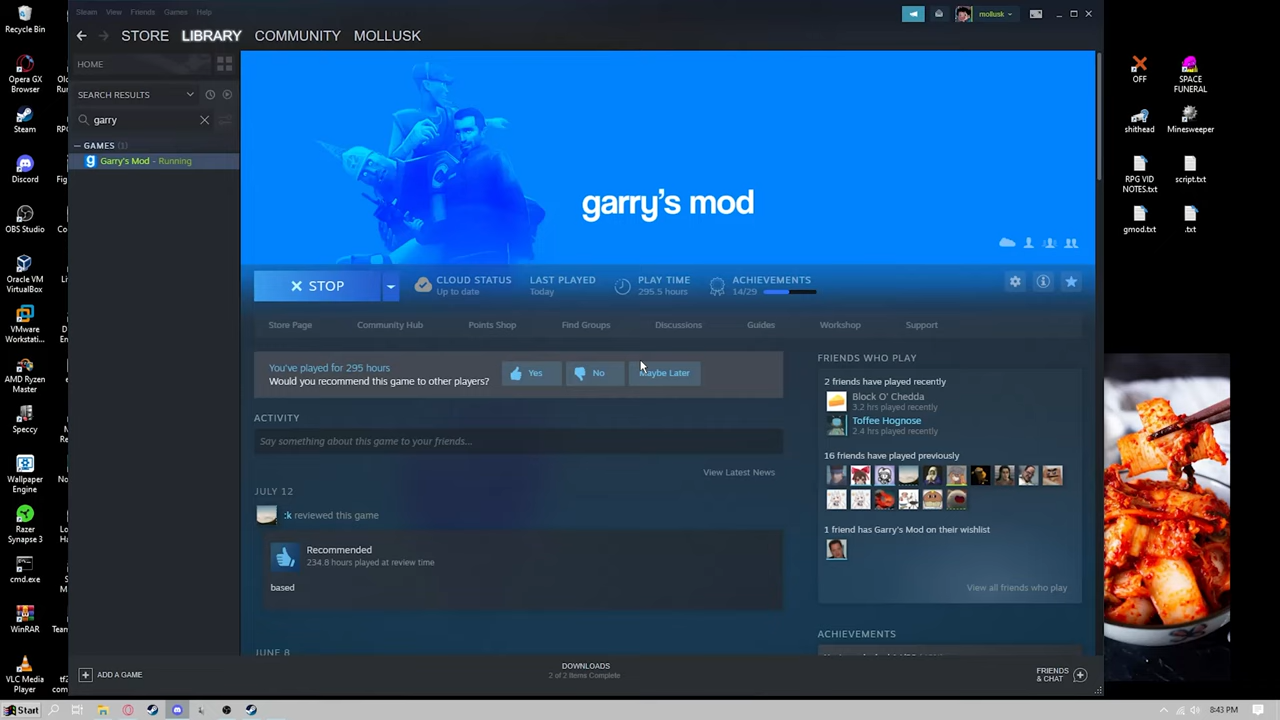 Steam View Friends Games Help
mollusk
STORE LIBRARY COMMUNITY MOLLUSK
HOME
SEARCH RESULTS
garry
GAMES (1)
Garry's Mod - Running
garry's mod
STOP
CLOUD STATUS
Up to date
LAST PLAYED
Today
PLAY TIME
295.5 hours
ACHIEVEMENTS
14/29
Store Page Community Hub Points Shop Find Groups Discussions Guides Workshop Support
You've played for 295 hours
Would you recommend this game to other players?
Yes No Maybe Later
ACTIVITY
Say something about this game to your friends...
View Latest News
JULY 12
:k reviewed this game
Recommended
234.8 hours played at review time
based
JUNE 8
FRIENDS WHO PLAY
2 friends have played recently
Block O' Chedda
3.2 hrs played recently
Toffee Hognose
2.4 hrs played recently
16 friends have played previously
1 friend has Garry's Mod on their wishlist
View all friends who play
ACHIEVEMENTS
ADD A GAME
DOWNLOADS
2 of 2 Items Complete
FRIENDS
& CHAT
Recycle Bin
Opera GX
Browser
Steam
Discord
OBS Studio
Oracle VM
VirtualBox
VMware
Workstati...
AMD Ryzen
Master
Speccy
Wallpaper
Engine
Razer
Synapse 3
cmd.exe
WinRAR
VLC Media
Player
OFF
SPACE
FUNERAL
shithead
Minesweeper
RPG VID
NOTES.txt
script.txt
gmod.txt
.txt
Start
8:43 PM